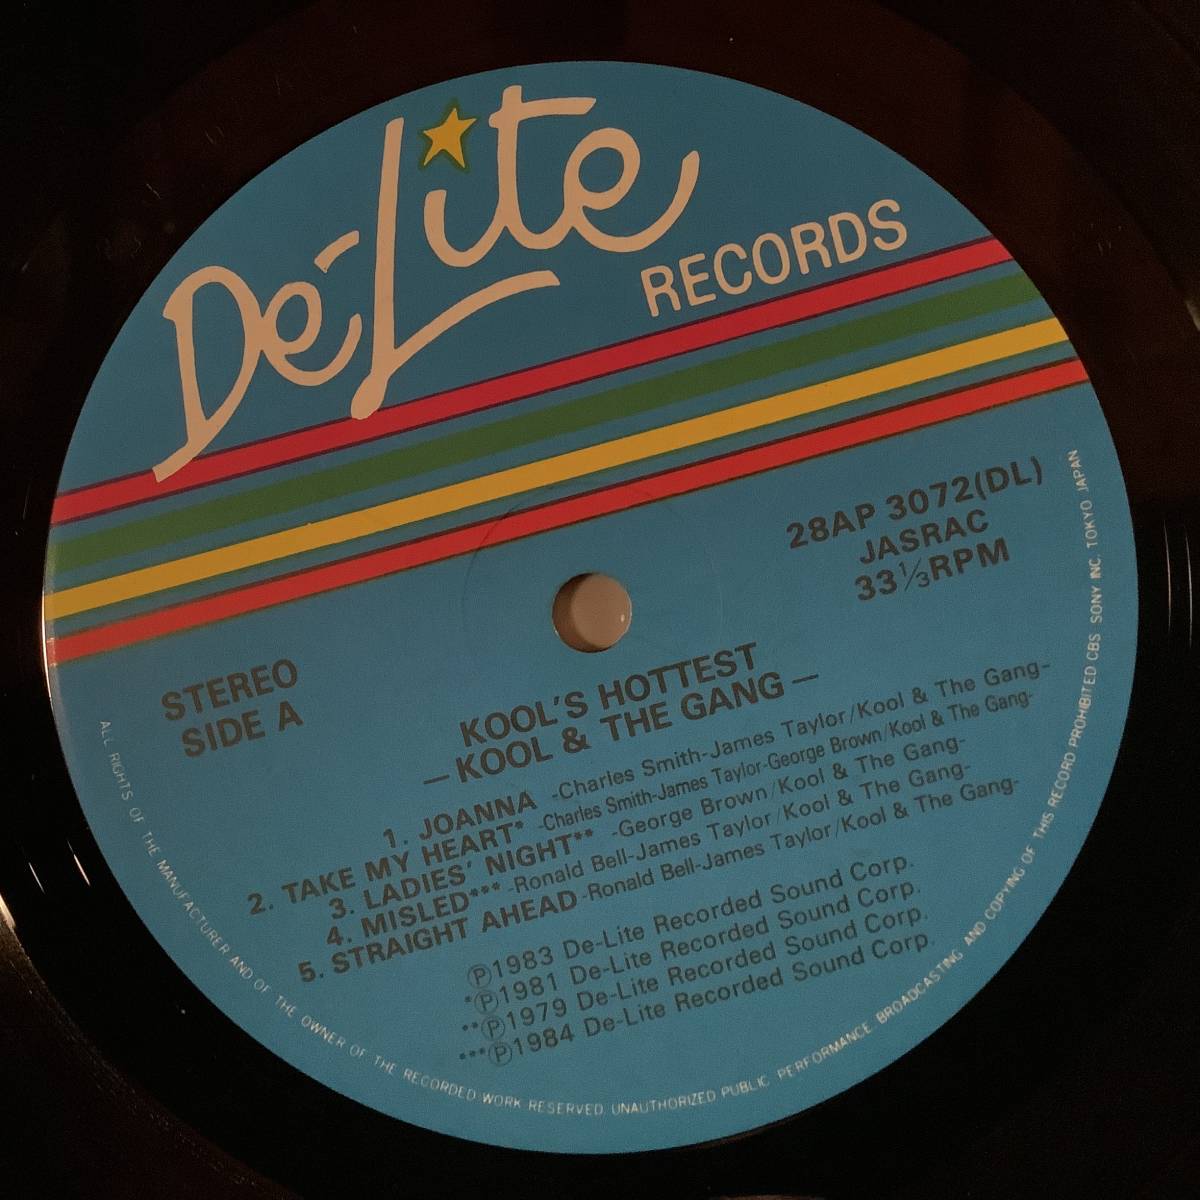 De-Lite
RECORDS
28AP 3072(DL)
JASRAC
33⅓RPM
STEREO
SIDE A
KOOL'S HOTTEST
— KOOL & THE GANG —
1. JOANNA -Charles Smith-James Taylor/Kool & The Gang-
2. TAKE MY HEART* -Charles Smith-James Taylor-George Brown/Kool & The Gang-
3. LADIES' NIGHT** -George Brown/Kool & The Gang-
4. MISLED*** -Ronald Bell-James Taylor/Kool & The Gang-
5. STRAIGHT AHEAD -Ronald Bell-James Taylor/Kool & The Gang-
Ⓟ1983 De-Lite Recorded Sound Corp.
*Ⓟ1981 De-Lite Recorded Sound Corp.
**Ⓟ1979 De-Lite Recorded Sound Corp.
***Ⓟ1984 De-Lite Recorded Sound Corp.
ALL RIGHTS OF THE MANUFACTURER AND OF THE OWNER OF THE RECORDED WORK RESERVED. UNAUTHORIZED PUBLIC PERFORMANCE BROADCASTING AND COPYING OF THIS RECORD PROHIBITED CBS SONY INC. TOKYO JAPAN